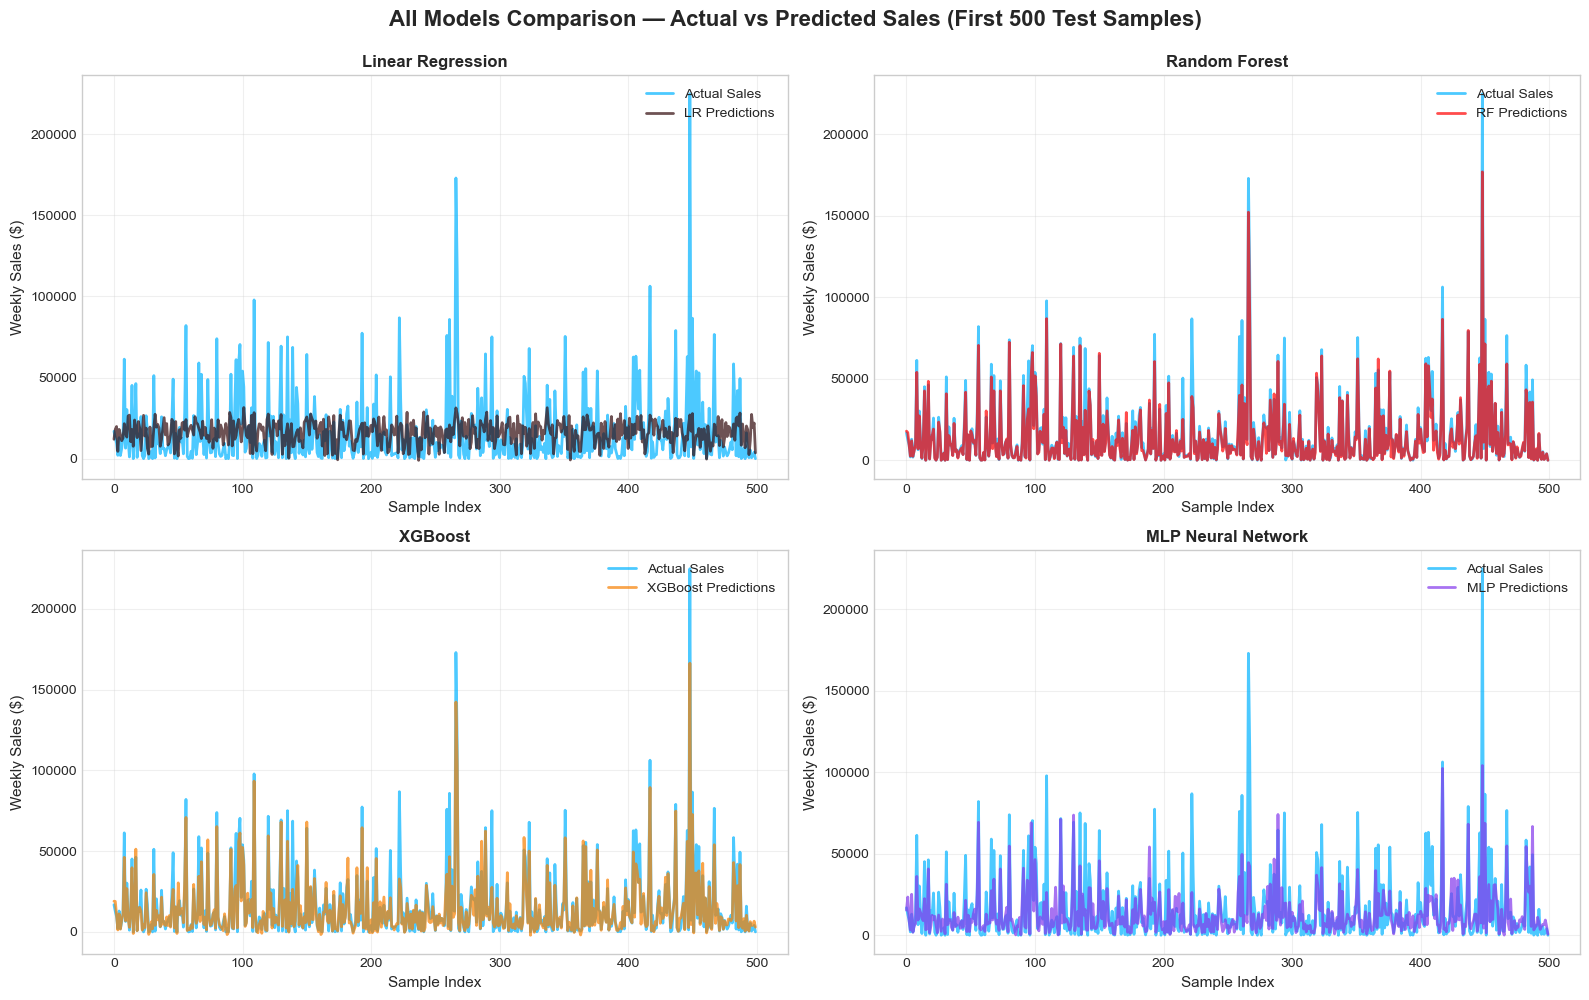 All Models Comparison — Actual vs Predicted Sales (First 500 Test Samples)
Linear Regression
Actual Sales
LR Predictions
Weekly Sales ($)
200000
150000
100000
50000
0
0 100 200 300 400 500
Sample Index
Random Forest
Actual Sales
RF Predictions
Weekly Sales ($)
200000
150000
100000
50000
0
0 100 200 300 400 500
Sample Index
XGBoost
Actual Sales
XGBoost Predictions
Weekly Sales ($)
200000
150000
100000
50000
0
0 100 200 300 400 500
Sample Index
MLP Neural Network
Actual Sales
MLP Predictions
Weekly Sales ($)
200000
150000
100000
50000
0
0 100 200 300 400 500
Sample Index